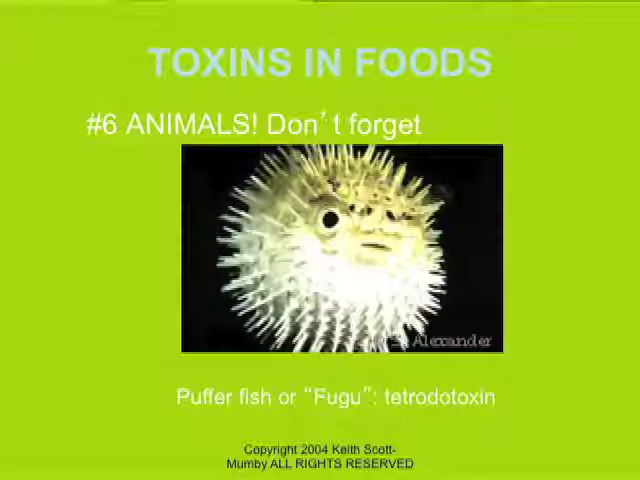 TOXINS IN FOODS
#6 ANIMALS! Don’t forget
Alexander
Puffer fish or “Fugu”: tetrodotoxin
Copyright 2004 Keith Scott-
Mumby ALL RIGHTS RESERVED